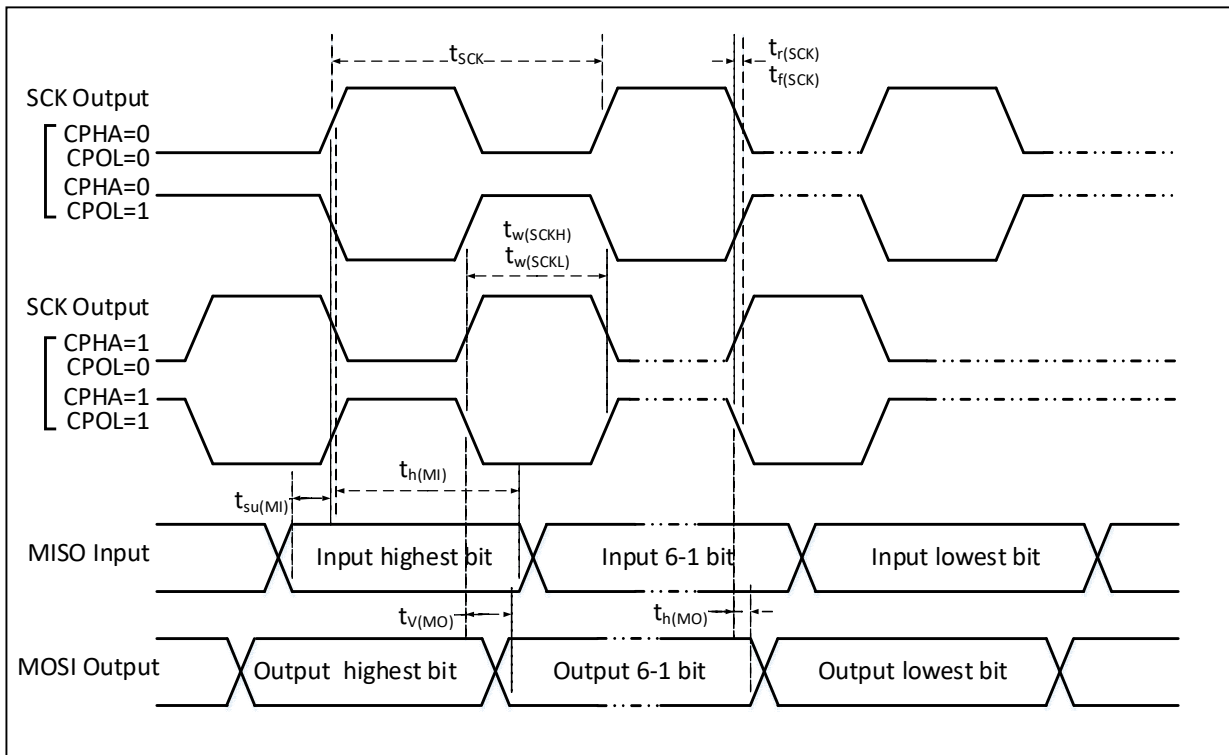 tSCK
tr(SCK)
tf(SCK)
SCK Output
CPHA=0
CPOL=0
CPHA=0
CPOL=1
tw(SCKH)
tw(SCKL)
SCK Output
CPHA=1
CPOL=0
CPHA=1
CPOL=1
th(MI)
tsu(MI)
MISO Input
Input highest bit
Input 6-1 bit
Input lowest bit
tV(MO)
th(MO)
MOSI Output
Output highest bit
Output 6-1 bit
Output lowest bit